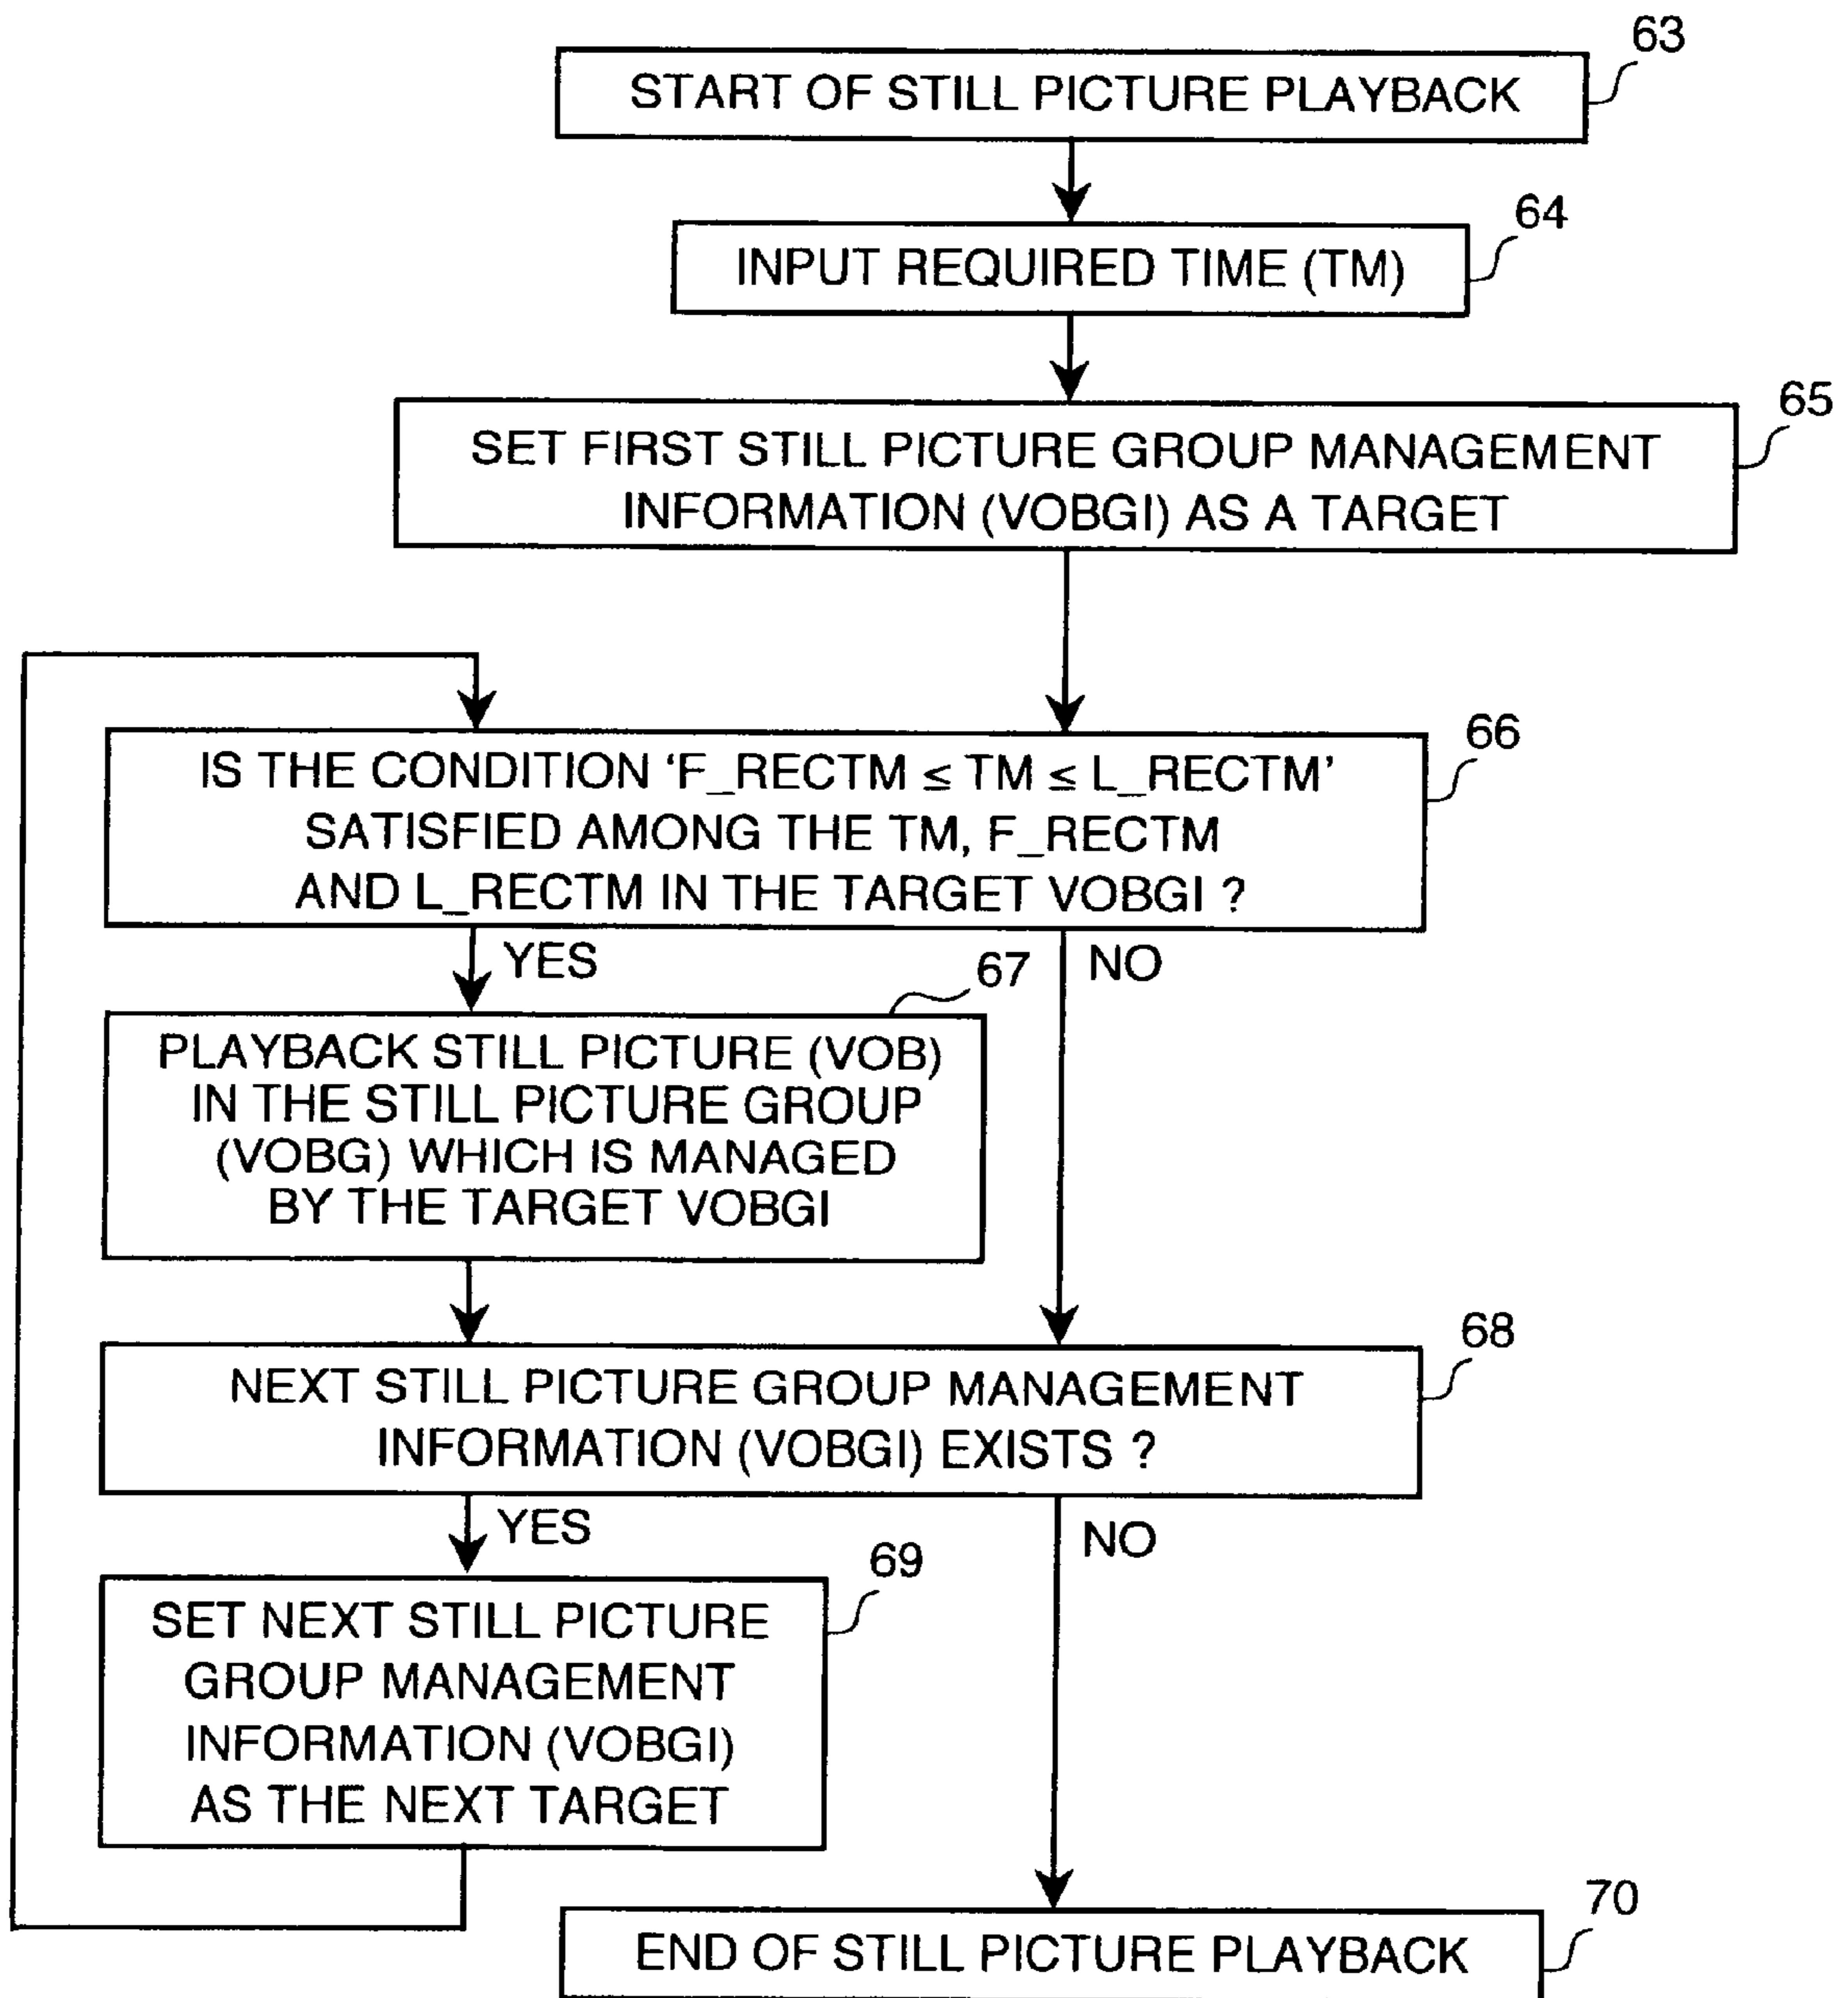 63
START OF STILL PICTURE PLAYBACK
64
INPUT REQUIRED TIME (TM)
65
SET FIRST STILL PICTURE GROUP MANAGEMENT
INFORMATION (VOBGI) AS A TARGET
66
IS THE CONDITION ‘F_RECTM ≤ TM ≤ L_RECTM’
SATISFIED AMONG THE TM, F_RECTM
AND L_RECTM IN THE TARGET VOBGI ?
YES
NO
67
PLAYBACK STILL PICTURE (VOB)
IN THE STILL PICTURE GROUP
(VOBG) WHICH IS MANAGED
BY THE TARGET VOBGI
68
NEXT STILL PICTURE GROUP MANAGEMENT
INFORMATION (VOBGI) EXISTS ?
YES
NO
69
SET NEXT STILL PICTURE
GROUP MANAGEMENT
INFORMATION (VOBGI)
AS THE NEXT TARGET
70
END OF STILL PICTURE PLAYBACK